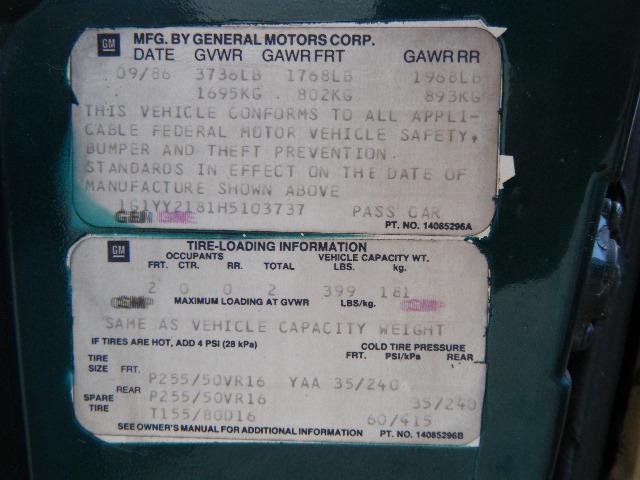 GM MFG. BY GENERAL MOTORS CORP.
DATE GVWR GAWR FRT GAWR RR
09/86 3736LB 1768LB 1968LB
1695KG 802KG 893KG
THIS VEHICLE CONFORMS TO ALL APPLI-
CABLE FEDERAL MOTOR VEHICLE SAFETY,
BUMPER AND THEFT PREVENTION
STANDARDS IN EFFECT ON THE DATE OF
MANUFACTURE SHOWN ABOVE
1G1YY2181H5103737 PASS CAR
PT. NO. 14085296A
GM TIRE-LOADING INFORMATION
OCCUPANTS VEHICLE CAPACITY WT.
FRT. CTR. RR. TOTAL LBS. kg.
2 0 0 2 399 181
MAXIMUM LOADING AT GVWR LBS/kg.
SAME AS VEHICLE CAPACITY WEIGHT
IF TIRES ARE HOT, ADD 4 PSI (28 kPa) COLD TIRE PRESSURE
TIRE SIZE FRT. PSI/kPa REAR
FRT. P255/50VR16 YAA 35/240
REAR P255/50VR16 35/240
SPARE TIRE T155/80D16 60/415
SEE OWNER'S MANUAL FOR ADDITIONAL INFORMATION PT. NO. 14085296B